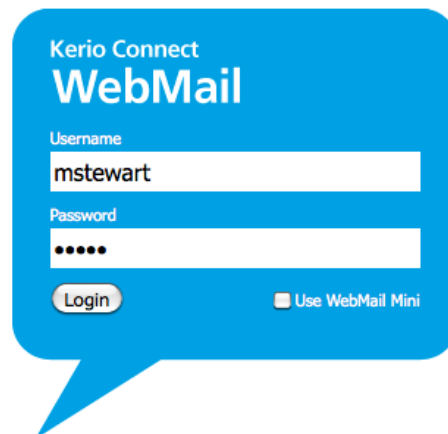 Kerio Connect
WebMail
Username
mstewart
Password
•••••
Login
Use WebMail Mini